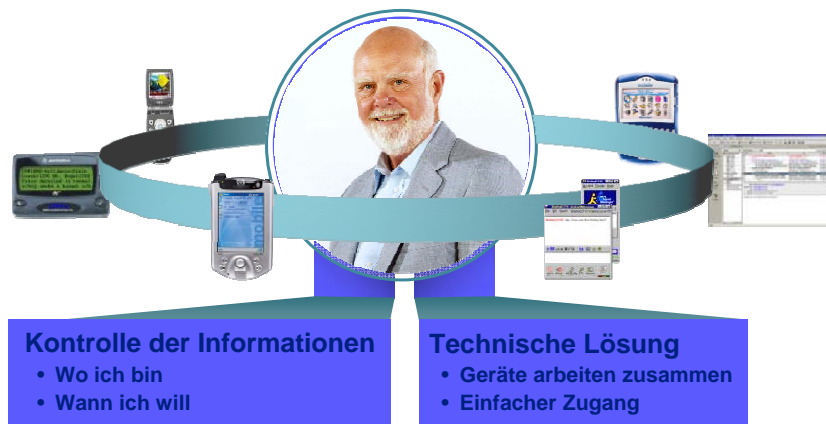 Kontrolle der Informationen
• Wo ich bin
• Wann ich will
Technische Lösung
• Geräte arbeiten zusammen
• Einfacher Zugang